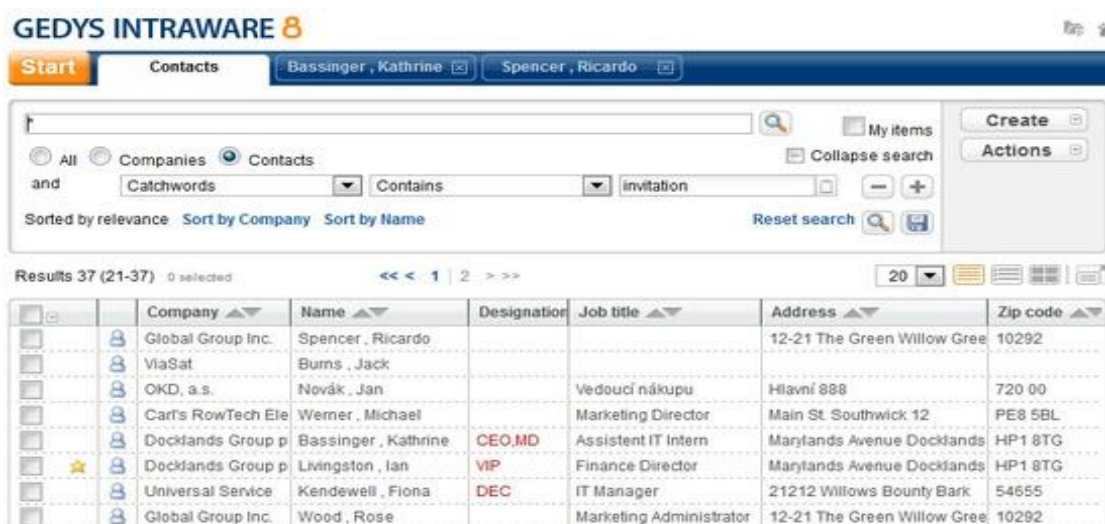 GEDYS INTRAWARE 8
Start Contacts Bassinger , Kathrine Spencer , Ricardo
My items Create
All Companies Contacts Collapse search Actions
and Catchwords Contains invitation
Sorted by relevance Sort by Company Sort by Name Reset search
Results 37 (21-37) 0 selected << < 1 | 2 > >> 20
Company Name Designation Job title Address Zip code
Global Group Inc. Spencer , Ricardo 12-21 The Green Willow Gree 10292
ViaSat Burns , Jack
OKD, a.s. Novák , Jan Vedoucí nákupu Hlavní 888 720 00
Carl's RowTech Ele Werner , Michael Marketing Director Main St. Southwick 12 PE8 5BL
Docklands Group p Bassinger , Kathrine CEO,MD Assistent IT Intern Marylands Avenue Docklands HP1 8TG
Docklands Group p Livingston , Ian VIP Finance Director Marylands Avenue Docklands HP1 8TG
Universal Service Kendewell , Fiona DEC IT Manager 21212 Willows Bounty Bark 54655
Global Group Inc. Wood , Rose Marketing Administrator 12-21 The Green Willow Gree 10292